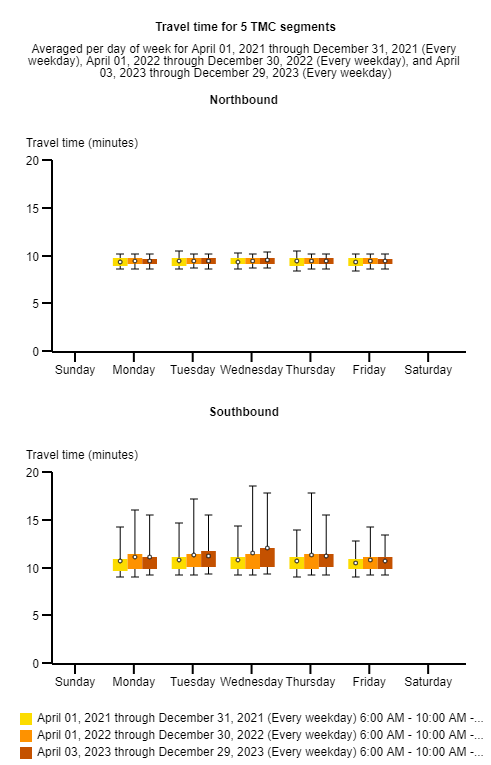 Travel time for 5 TMC segments
Averaged per day of week for April 01, 2021 through December 31, 2021 (Every
weekday), April 01, 2022 through December 30, 2022 (Every weekday), and April
03, 2023 through December 29, 2023 (Every weekday)
Northbound
Travel time (minutes)
20
15
10
5
0
Sunday Monday Tuesday Wednesday Thursday Friday Saturday
Southbound
Travel time (minutes)
20
15
10
5
0
Sunday Monday Tuesday Wednesday Thursday Friday Saturday
April 01, 2021 through December 31, 2021 (Every weekday) 6:00 AM - 10:00 AM -...
April 01, 2022 through December 30, 2022 (Every weekday) 6:00 AM - 10:00 AM -...
April 03, 2023 through December 29, 2023 (Every weekday) 6:00 AM - 10:00 AM -...